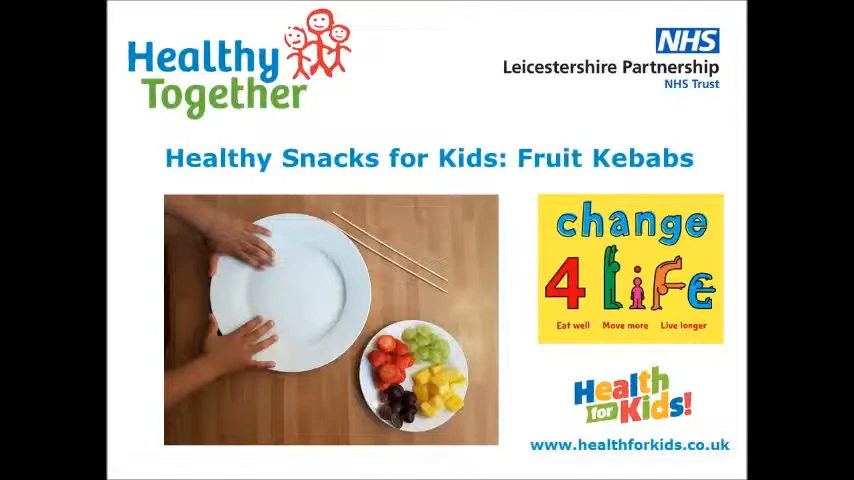 Healthy
Together
NHS
Leicestershire Partnership
NHS Trust
Healthy Snacks for Kids: Fruit Kebabs
change
4 LiFE
Eat well Move more Live longer
Health
for Kids!
www.healthforkids.co.uk